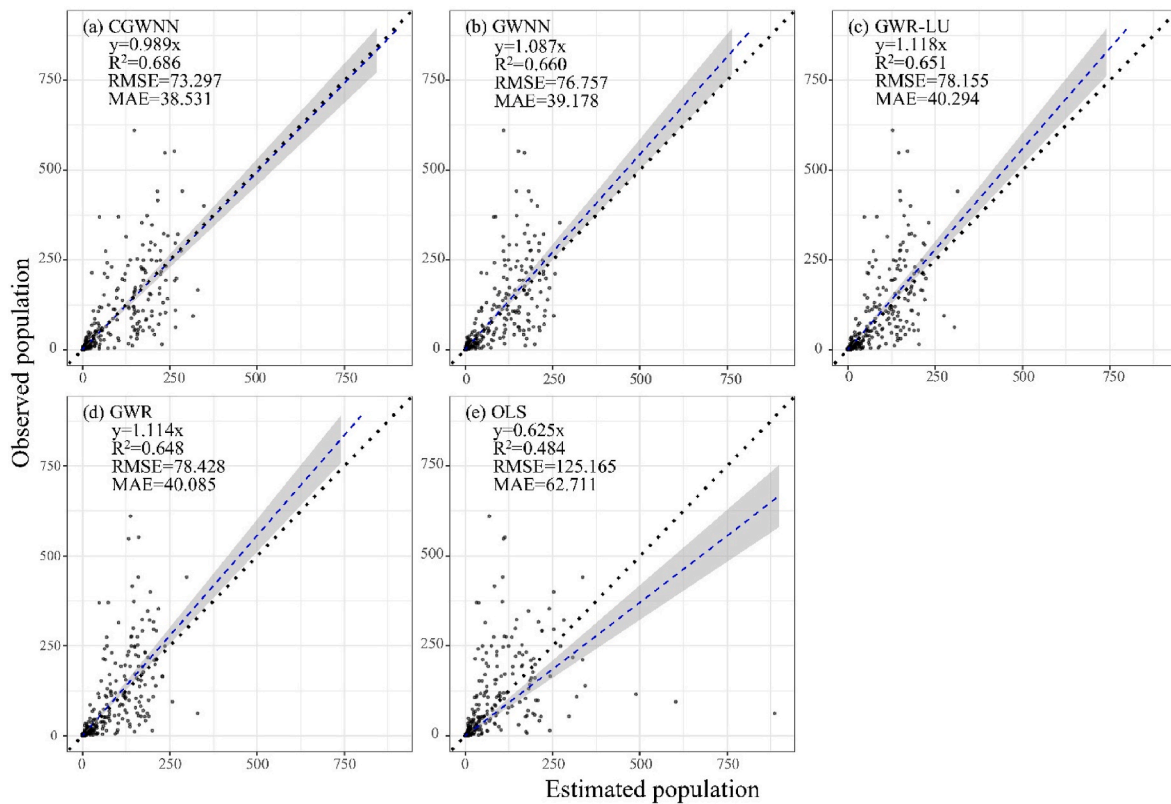 (a) CGWNN
y=0.989x
R²=0.686
RMSE=73.297
MAE=38.531
750
500
250
0
0
250
500
750
(b) GWNN
y=1.087x
R²=0.660
RMSE=76.757
MAE=39.178
750
500
250
0
0
250
500
750
(c) GWR-LU
y=1.118x
R²=0.651
RMSE=78.155
MAE=40.294
750
500
250
0
0
250
500
750
Observed population
(d) GWR
y=1.114x
R²=0.648
RMSE=78.428
MAE=40.085
750
500
250
0
0
250
500
750
(e) OLS
y=0.625x
R²=0.484
RMSE=125.165
MAE=62.711
750
500
250
0
0
250
500
750
Estimated population